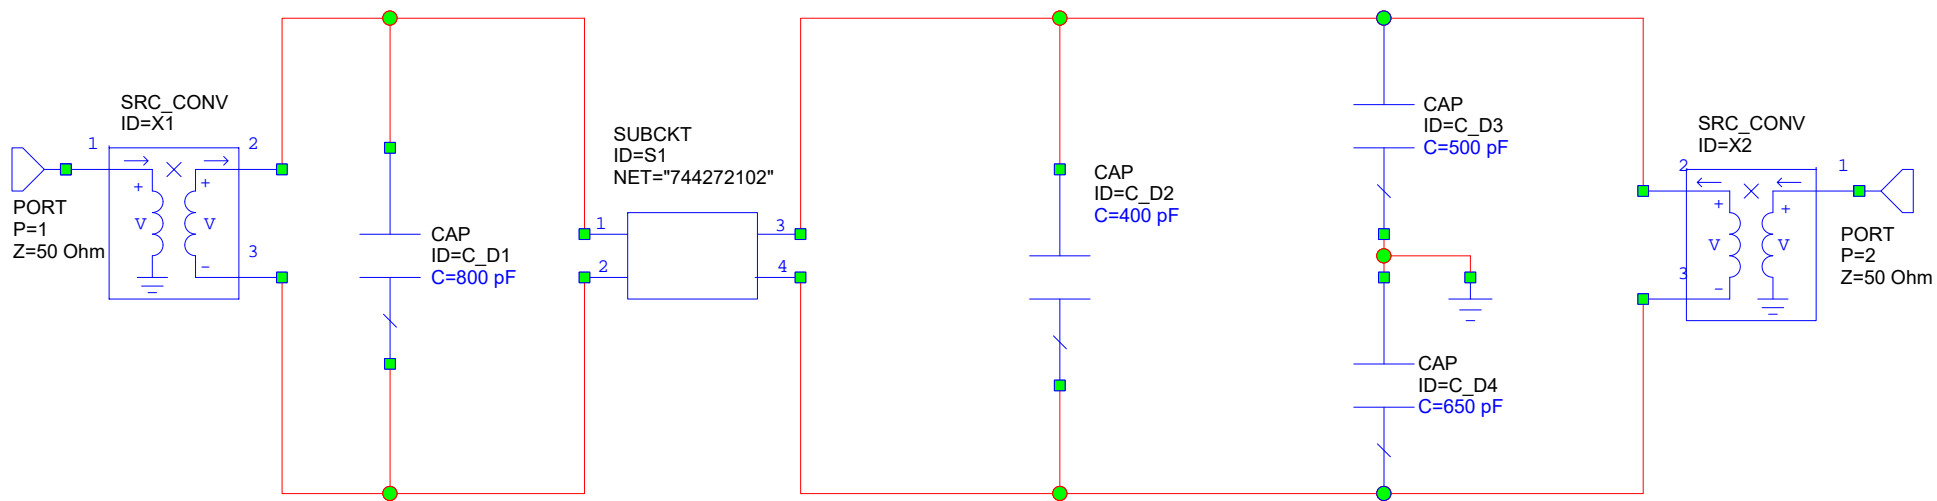 SRC_CONV
ID=X1
1
2
+
+
V
V
-
3
PORT
P=1
Z=50 Ohm
CAP
ID=C_D1
C=800 pF
SUBCKT
ID=S1
NET="744272102"
1
3
2
4
CAP
ID=C_D2
C=400 pF
CAP
ID=C_D3
C=500 pF
CAP
ID=C_D4
C=650 pF
SRC_CONV
ID=X2
2
1
+
+
V
V
3
-
PORT
P=2
Z=50 Ohm